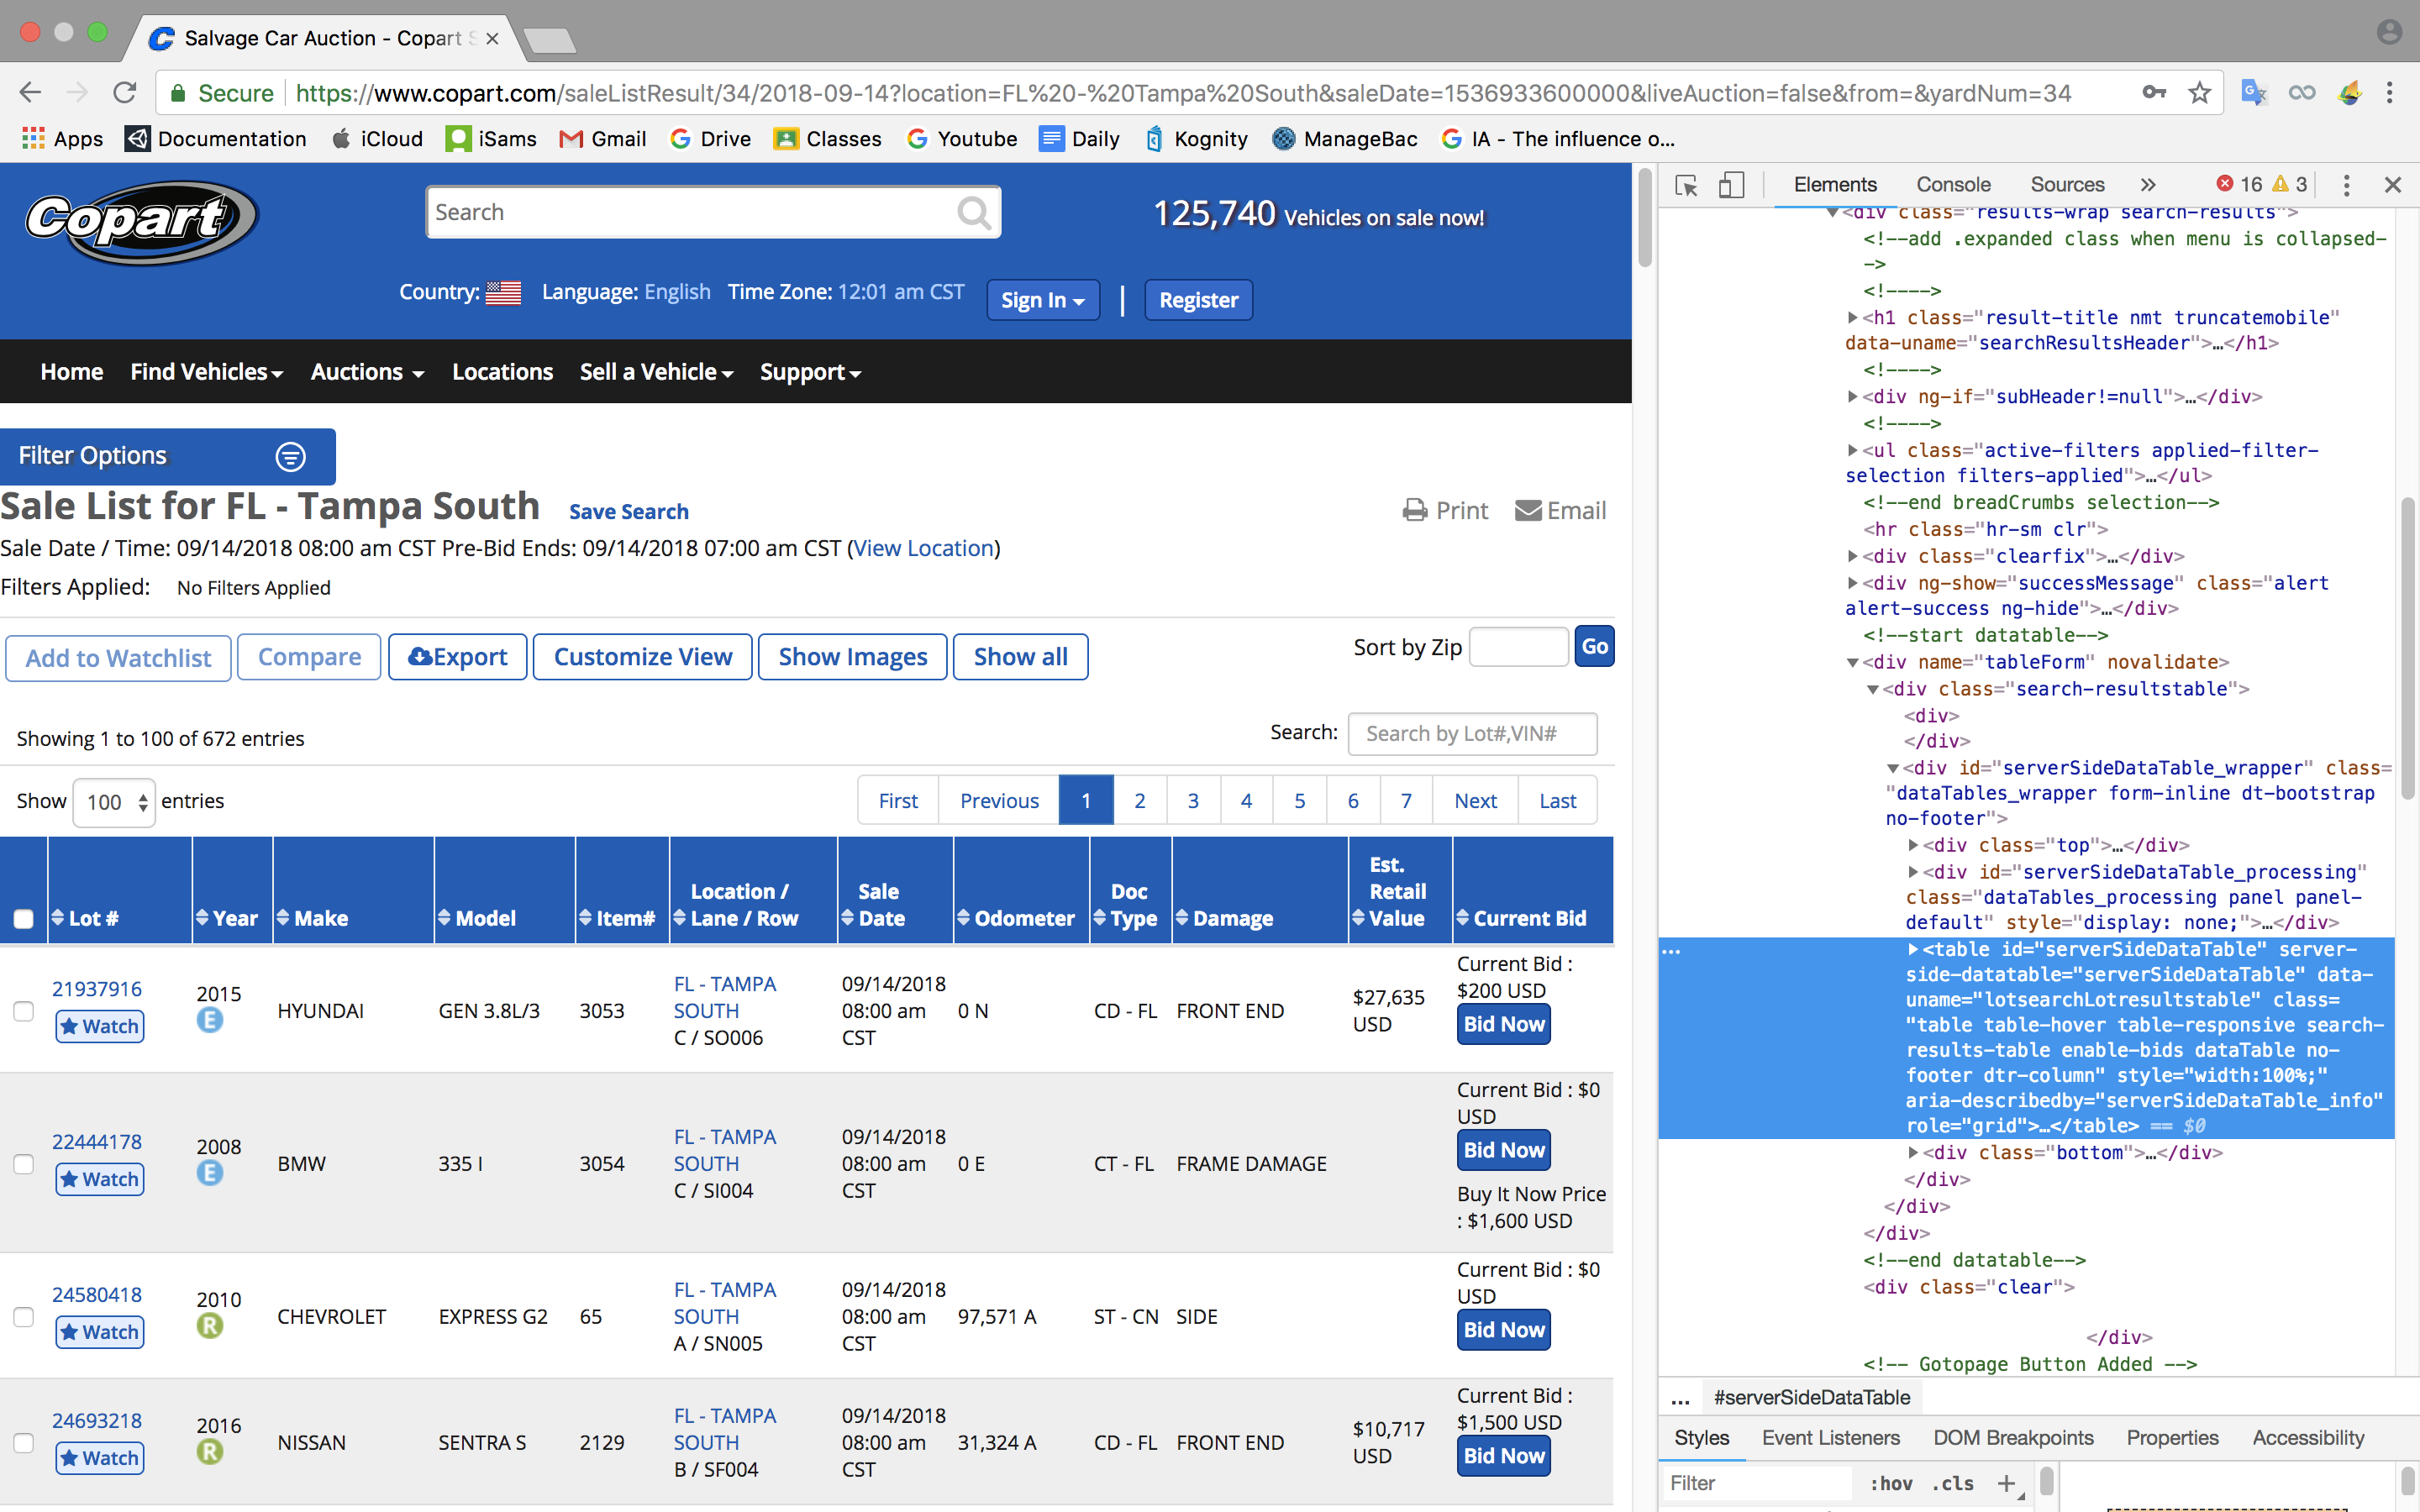 Salvage Car Auction - Copart
Secure https://www.copart.com/saleListResult/34/2018-09-14?location=FL%20-%20Tampa%20South&saleDate=1536933600000&liveAuction=false&from=&yardNum=34
Apps Documentation iCloud iSams Gmail Drive Classes Youtube Daily Kognity ManageBac IA - The influence o...
Copart
Search
125,740 Vehicles on sale now!
Country: Language: English Time Zone: 12:01 am CST Sign In | Register
Home Find Vehicles Auctions Locations Sell a Vehicle Support
Filter Options
Sale List for FL - Tampa South Save Search Print Email
Sale Date / Time: 09/14/2018 08:00 am CST Pre-Bid Ends: 09/14/2018 07:00 am CST (View Location)
Filters Applied: No Filters Applied
Add to Watchlist Compare Export Customize View Show Images Show all Sort by Zip Go
Showing 1 to 100 of 672 entries Search: Search by Lot#,VIN#
Show 100 entries First Previous 1 2 3 4 5 6 7 Next Last
Lot # Year Make Model Item# Location / Lane / Row Sale Date Odometer Doc Type Damage Est. Retail Value Current Bid
21937916 Watch 2015 E HYUNDAI GEN 3.8L/3 3053 FL - TAMPA SOUTH C / SO006 09/14/2018 08:00 am CST 0 N CD - FL FRONT END $27,635 USD Current Bid : $200 USD Bid Now
22444178 Watch 2008 E BMW 335 I 3054 FL - TAMPA SOUTH C / SI004 09/14/2018 08:00 am CST 0 E CT - FL FRAME DAMAGE Current Bid : $0 USD Bid Now Buy It Now Price : $1,600 USD
24580418 Watch 2010 R CHEVROLET EXPRESS G2 65 FL - TAMPA SOUTH A / SN005 09/14/2018 08:00 am CST 97,571 A ST - CN SIDE Current Bid : $0 USD Bid Now
24693218 Watch 2016 R NISSAN SENTRA S 2129 FL - TAMPA SOUTH B / SF004 09/14/2018 08:00 am CST 31,324 A CD - FL FRONT END $10,717 USD Current Bid : $1,500 USD Bid Now
Elements Console Sources » 16 3
<div class="results-wrap search-results">
<!--add .expanded class when menu is collapsed-
->
<!---->
<h1 class="result-title nmt truncatemobile"
data-uname="searchResultsHeader">…</h1>
<!---->
<div ng-if="subHeader!=null">…</div>
<!---->
<ul class="active-filters applied-filter-
selection filters-applied">…</ul>
<!--end breadCrumbs selection-->
<hr class="hr-sm clr">
<div class="clearfix">…</div>
<div ng-show="successMessage" class="alert
alert-success ng-hide">…</div>
<!--start datatable-->
<div name="tableForm" novalidate>
<div class="search-resultstable">
<div>
</div>
<div id="serverSideDataTable_wrapper" class=
"dataTables_wrapper form-inline dt-bootstrap
no-footer">
<div class="top">…</div>
<div id="serverSideDataTable_processing"
class="dataTables_processing panel panel-
default" style="display: none;">…</div>
... <table id="serverSideDataTable" server-
side-datatable="serverSideDataTable" data-
uname="lotsearchLotresultstable" class=
"table table-hover table-responsive search-
results-table enable-bids dataTable no-
footer dtr-column" style="width:100%;"
aria-describedby="serverSideDataTable_info"
role="grid">…</table> == $0
<div class="bottom">…</div>
</div>
</div>
</div>
<!--end datatable-->
<div class="clear">
</div>
<!-- Gotopage Button Added -->
... #serverSideDataTable
Styles Event Listeners DOM Breakpoints Properties Accessibility
Filter :hov .cls +